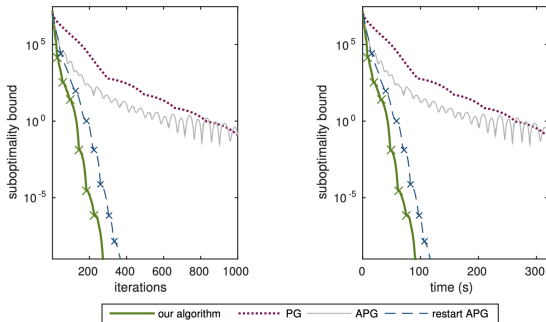 suboptimality bound
10^5
10^0
10^-5
200 400 600 800 1000
iterations
suboptimality bound
10^5
10^0
10^-5
0 100 200 300
time (s)
our algorithm PG APG restart APG